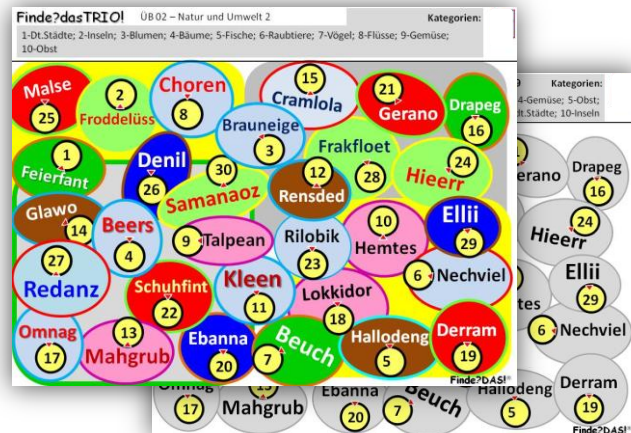 Finde?dasTRIO! ÜB 02 – Natur und Umwelt 2 Kategorien:
1-Dt.Städte; 2-Inseln; 3-Blumen; 4-Bäume; 5-Fische; 6-Raubtiere; 7-Vögel; 8-Flüsse; 9-Gemüse;
10-Obst
Malse 25
2 Froddelüss
Choren 8
15 Cramlola
21 Gerano
Drapeg 16
1 Feierfant
Denil 26
Brauneige 3
Frakfloet 28
24 Hieerr
30 Samanaoz
12 Rensded
Glawo 14
Beers 4
9 Talpean
Rilobik 23
10 Hemtes
Ellii 29
27 Redanz
Schuhfint 22
Kleen 11
Lokkidor 18
6 Nechviel
Omnag 17
13 Mahgrub
Ebanna 20
Beuch 7
Hallodeng 5
Derram 19
Finde?DAS!®
Kategorien:
4-Gemüse; 5-Obst;
10-Inseln
Drapeg 16
24 Hieerr
Ellii 29
6 Nechviel
17
Mahgrub
Ebanna 20
7 Beuch
Hallodeng 5
Derram 19
Finde?DAS!®